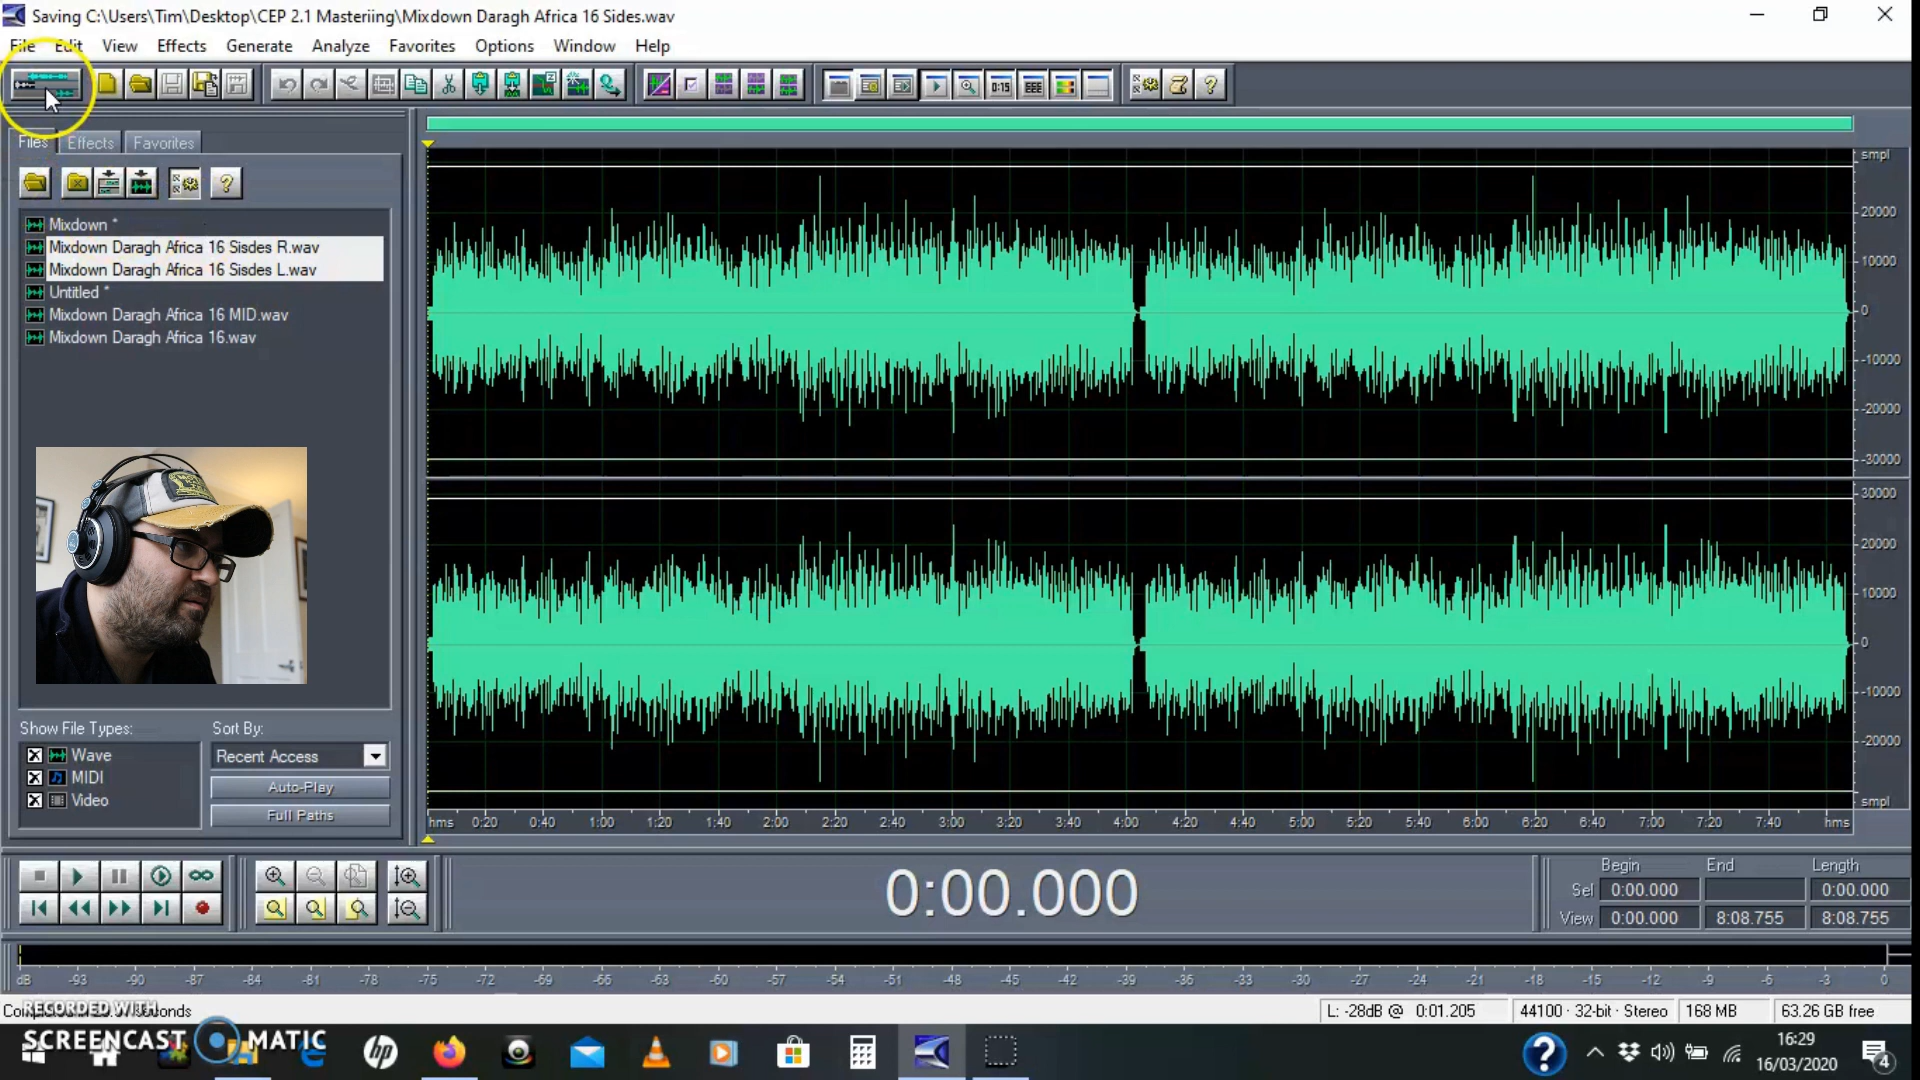 Saving C:\Users\Tim\Desktop\CEP 2.1 Masteriing\Mixdown Daragh Africa 16 Sides.wav
File Edit View Effects Generate Analyze Favorites Options Window Help
0:15
Files Effects Favorites
Mixdown *
Mixdown Daragh Africa 16 Sisdes R.wav
Mixdown Daragh Africa 16 Sisdes L.wav
Untitled *
Mixdown Daragh Africa 16 MID.wav
Mixdown Daragh Africa 16.wav
Show File Types:
Wave
MIDI
Video
Sort By:
Recent Access
Auto-Play
Full Paths
smpl
20000
10000
0
-10000
-20000
-30000
30000
20000
10000
0
-10000
-20000
smpl
hms 0:20 0:40 1:00 1:20 1:40 2:00 2:20 2:40 3:00 3:20 3:40 4:00 4:20 4:40 5:00 5:20 5:40 6:00 6:20 6:40 7:00 7:20 7:40 hms
0:00.000
Begin End Length
Sel 0:00.000 0:00.000
View 0:00.000 8:08.755 8:08.755
dB -93 -90 -87 -84 -81 -78 -75 -72 -69 -66 -63 -60 -57 -54 -51 -48 -45 -42 -39 -36 -33 -30 -27 -24 -21 -18 -15 -12 -9 -6 -3 0
RECORDED WITH
L: -28dB @ 0:01.205
44100 · 32-bit · Stereo
168 MB
63.26 GB free
SCREENCAST MATIC
hp
16:29
16/03/2020
4